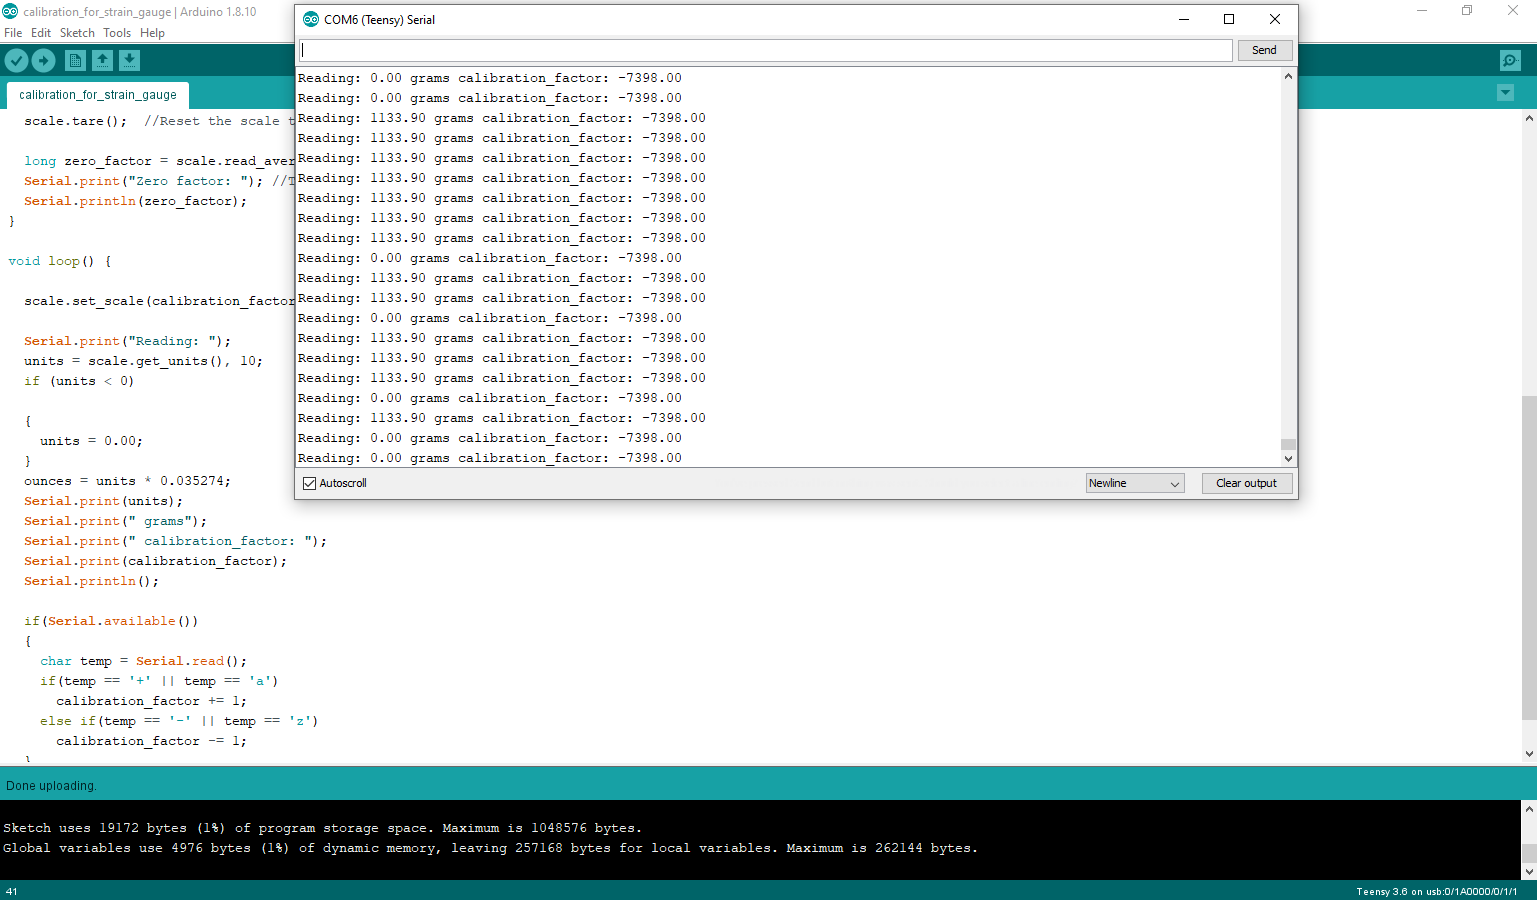 calibration_for_strain_gauge | Arduino 1.8.10
File Edit Sketch Tools Help
calibration_for_strain_gauge
scale.tare();  //Reset the scale t
long zero_factor = scale.read_aver
Serial.print("Zero factor: "); //T
Serial.println(zero_factor);
}
void loop() {
scale.set_scale(calibration_factor
Serial.print("Reading: ");
units = scale.get_units(), 10;
if (units < 0)
{
units = 0.00;
}
ounces = units * 0.035274;
Serial.print(units);
Serial.print(" grams");
Serial.print(" calibration_factor: ");
Serial.print(calibration_factor);
Serial.println();
if(Serial.available())
{
char temp = Serial.read();
if(temp == '+' || temp == 'a')
calibration_factor += 1;
else if(temp == '-' || temp == 'z')
calibration_factor -= 1;
}
COM6 (Teensy) Serial
Send
Reading: 0.00 grams calibration_factor: -7398.00
Reading: 0.00 grams calibration_factor: -7398.00
Reading: 1133.90 grams calibration_factor: -7398.00
Reading: 1133.90 grams calibration_factor: -7398.00
Reading: 1133.90 grams calibration_factor: -7398.00
Reading: 1133.90 grams calibration_factor: -7398.00
Reading: 1133.90 grams calibration_factor: -7398.00
Reading: 1133.90 grams calibration_factor: -7398.00
Reading: 1133.90 grams calibration_factor: -7398.00
Reading: 0.00 grams calibration_factor: -7398.00
Reading: 1133.90 grams calibration_factor: -7398.00
Reading: 1133.90 grams calibration_factor: -7398.00
Reading: 0.00 grams calibration_factor: -7398.00
Reading: 1133.90 grams calibration_factor: -7398.00
Reading: 1133.90 grams calibration_factor: -7398.00
Reading: 1133.90 grams calibration_factor: -7398.00
Reading: 0.00 grams calibration_factor: -7398.00
Reading: 1133.90 grams calibration_factor: -7398.00
Reading: 0.00 grams calibration_factor: -7398.00
Reading: 0.00 grams calibration_factor: -7398.00
Autoscroll
Newline
Clear output
Done uploading.
Sketch uses 19172 bytes (1%) of program storage space. Maximum is 1048576 bytes.
Global variables use 4976 bytes (1%) of dynamic memory, leaving 257168 bytes for local variables. Maximum is 262144 bytes.
41
Teensy 3.6 on usb:0/1A0000/0/1/1